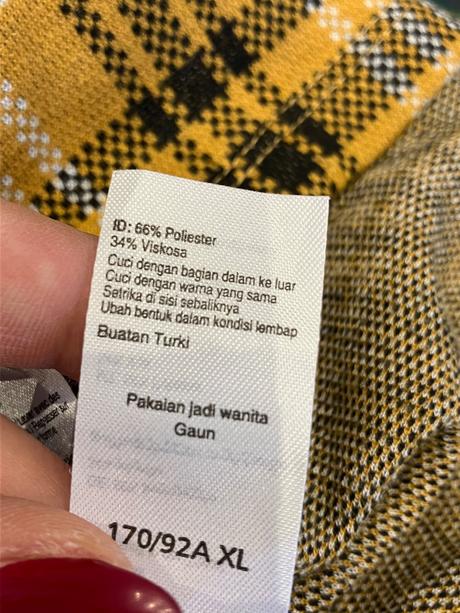 ID: 66% Poliester
34% Viskosa
Cuci dengan bagian dalam ke luar
Cuci dengan warna yang sama
Setrika di sisi sebaliknya
Ubah bentuk dalam kondisi lembap
Buatan Turki
Pakaian jadi wanita
Gaun
170/92A XL